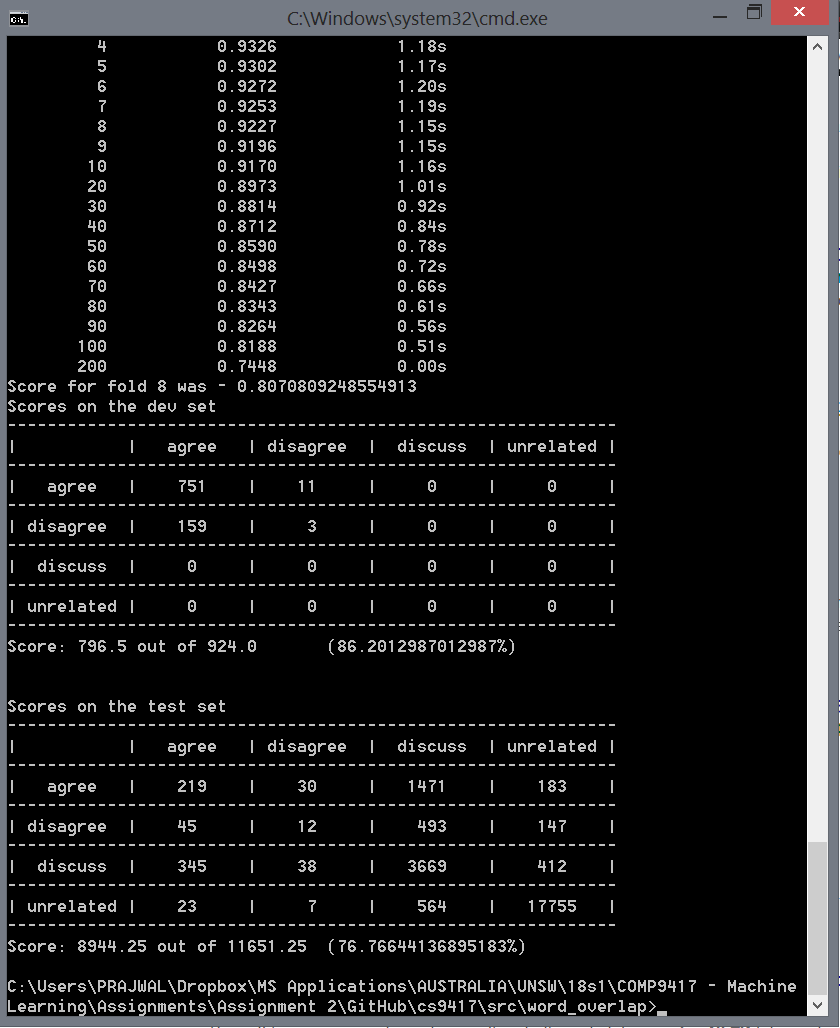 C:\Windows\system32\cmd.exe
4 0.9326 1.18s
5 0.9302 1.17s
6 0.9272 1.20s
7 0.9253 1.19s
8 0.9227 1.15s
9 0.9196 1.15s
10 0.9170 1.16s
20 0.8973 1.01s
30 0.8814 0.92s
40 0.8712 0.84s
50 0.8590 0.78s
60 0.8498 0.72s
70 0.8427 0.66s
80 0.8343 0.61s
90 0.8264 0.56s
100 0.8188 0.51s
200 0.7448 0.00s
Score for fold 8 was - 0.8070809248554913
Scores on the dev set
-------------------------------------------------------------
| | agree | disagree | discuss | unrelated |
-------------------------------------------------------------
| agree | 751 | 11 | 0 | 0 |
-------------------------------------------------------------
| disagree | 159 | 3 | 0 | 0 |
-------------------------------------------------------------
| discuss | 0 | 0 | 0 | 0 |
-------------------------------------------------------------
| unrelated | 0 | 0 | 0 | 0 |
-------------------------------------------------------------
Score: 796.5 out of 924.0 (86.2012987012987%)
Scores on the test set
-------------------------------------------------------------
| | agree | disagree | discuss | unrelated |
-------------------------------------------------------------
| agree | 219 | 30 | 1471 | 183 |
-------------------------------------------------------------
| disagree | 45 | 12 | 493 | 147 |
-------------------------------------------------------------
| discuss | 345 | 38 | 3669 | 412 |
-------------------------------------------------------------
| unrelated | 23 | 7 | 564 | 17755 |
-------------------------------------------------------------
Score: 8944.25 out of 11651.25 (76.76644136895183%)
C:\Users\PRAJWAL\Dropbox\MS Applications\AUSTRALIA\UNSW\18s1\COMP9417 - Machine
Learning\Assignments\Assignment 2\GitHub\cs9417\src\word_overlap>_